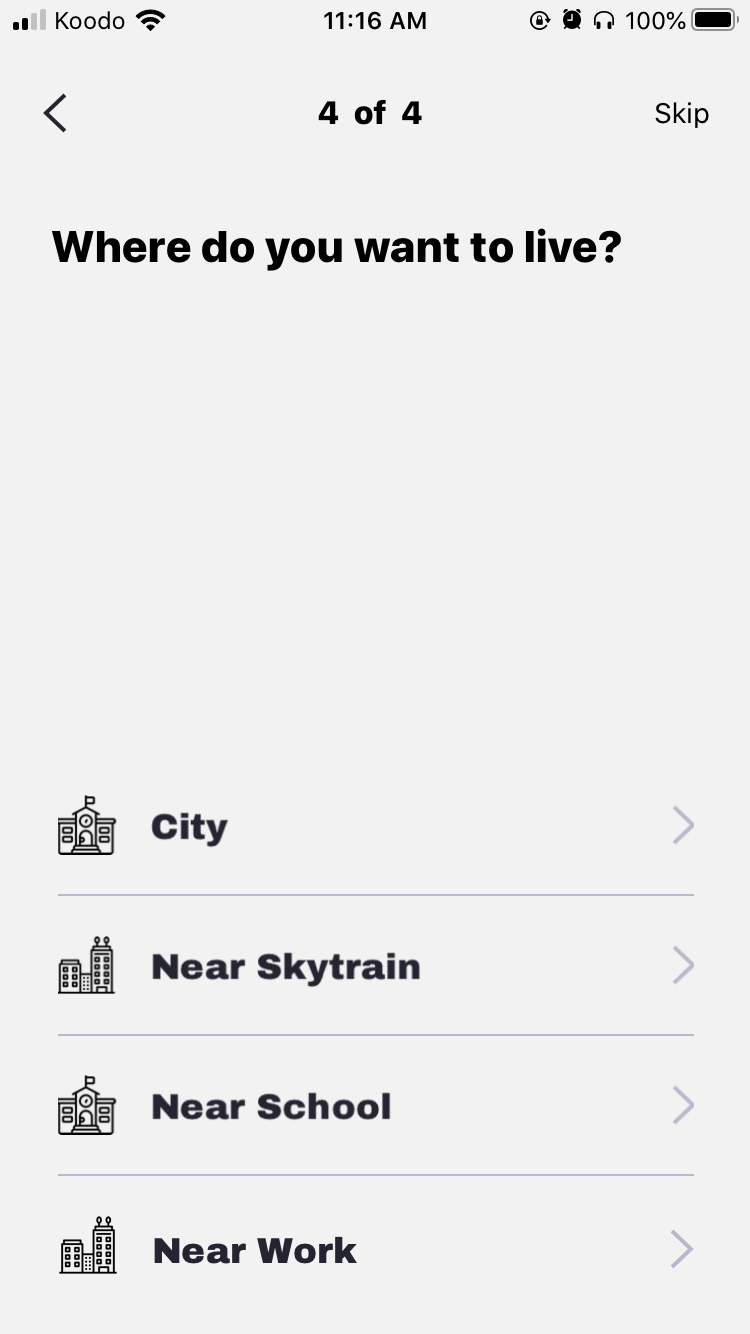 Koodo 11:16 AM 100%
4 of 4 Skip
Where do you want to live?
City
Near Skytrain
Near School
Near Work